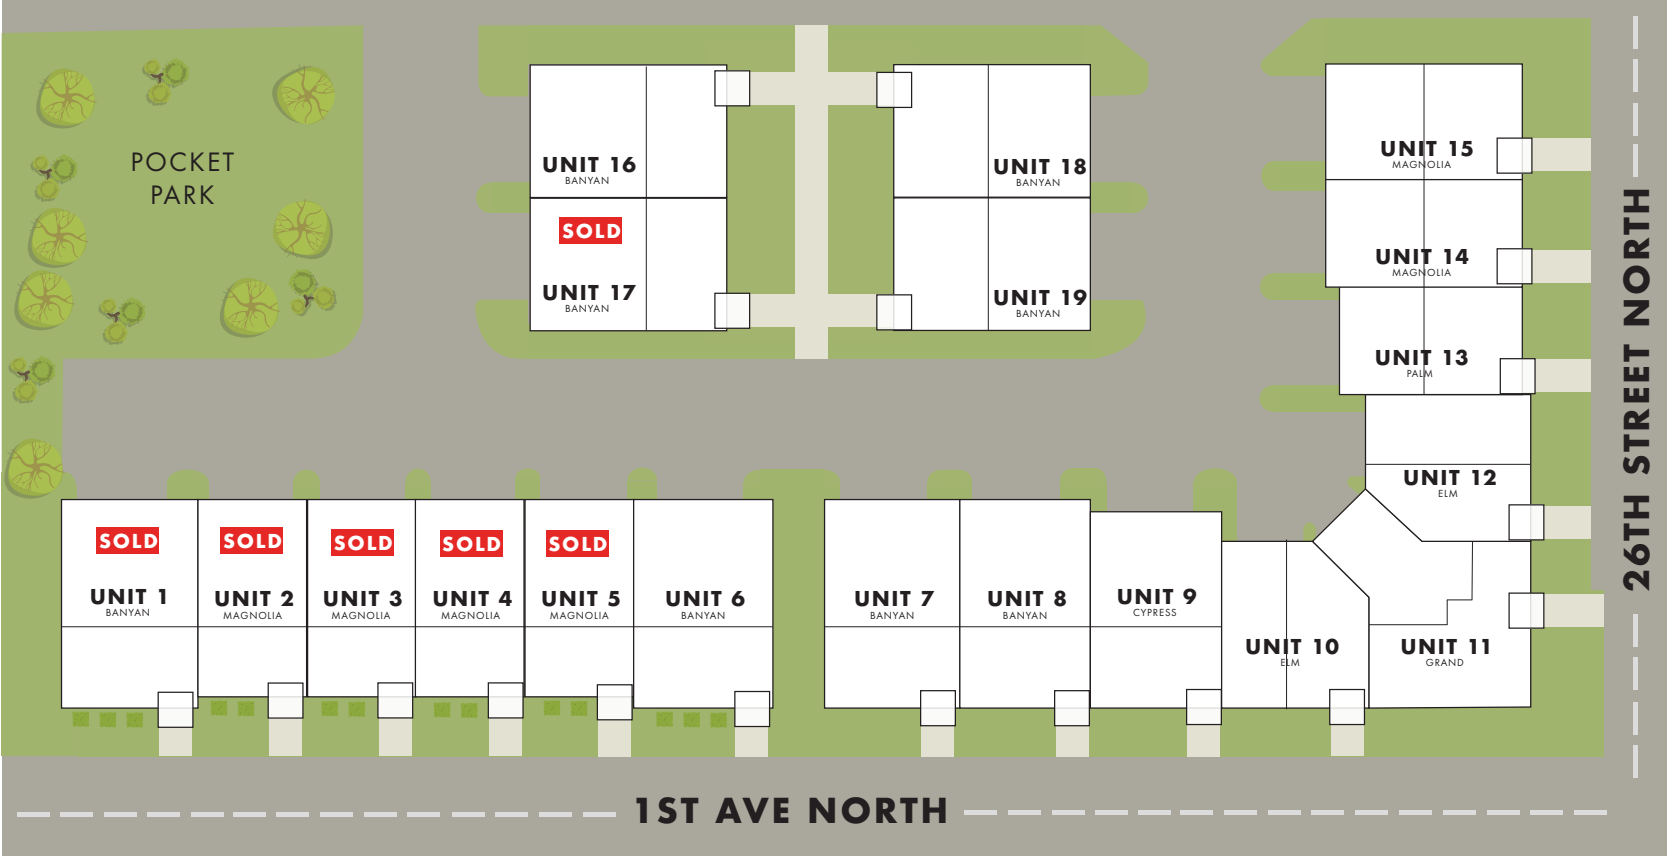 POCKET
PARK
UNIT 16
BANYAN
SOLD
UNIT 17
BANYAN
UNIT 18
BANYAN
UNIT 19
BANYAN
UNIT 15
MAGNOLIA
UNIT 14
MAGNOLIA
UNIT 13
PALM
UNIT 12
ELM
UNIT 11
GRAND
26TH STREET NORTH
SOLD
UNIT 1
BANYAN
SOLD
UNIT 2
MAGNOLIA
SOLD
UNIT 3
MAGNOLIA
SOLD
UNIT 4
MAGNOLIA
SOLD
UNIT 5
MAGNOLIA
UNIT 6
BANYAN
UNIT 7
BANYAN
UNIT 8
BANYAN
UNIT 9
CYPRESS
UNIT 10
ELM
1ST AVE NORTH